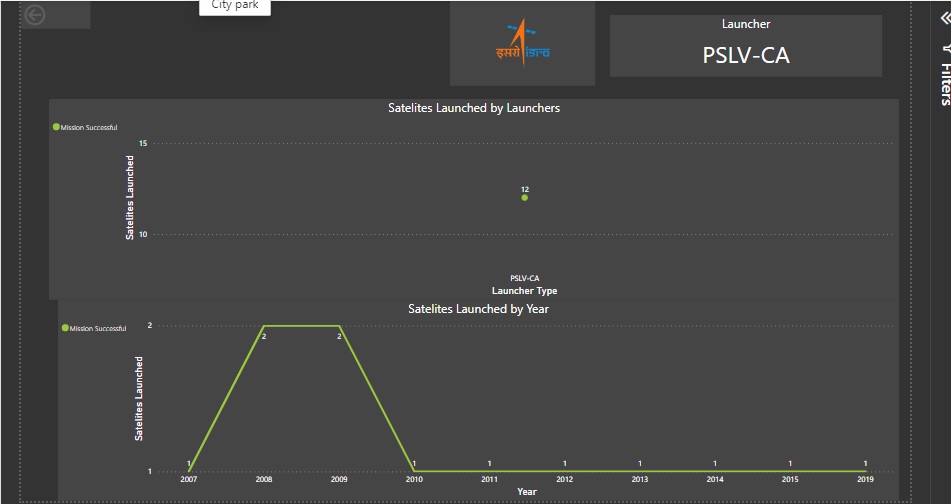 City park
इसरो isro
Launcher
PSLV-CA
Filters
Satelites Launched by Launchers
Mission Successful
Satelites Launched
15
12
10
PSLV-CA
Launcher Type
Satelites Launched by Year
Mission Successful
Satelites Launched
2
2 2
1
1 1 1 1 1 1 1 1
2007 2008 2009 2010 2011 2012 2013 2014 2015 2019
Year